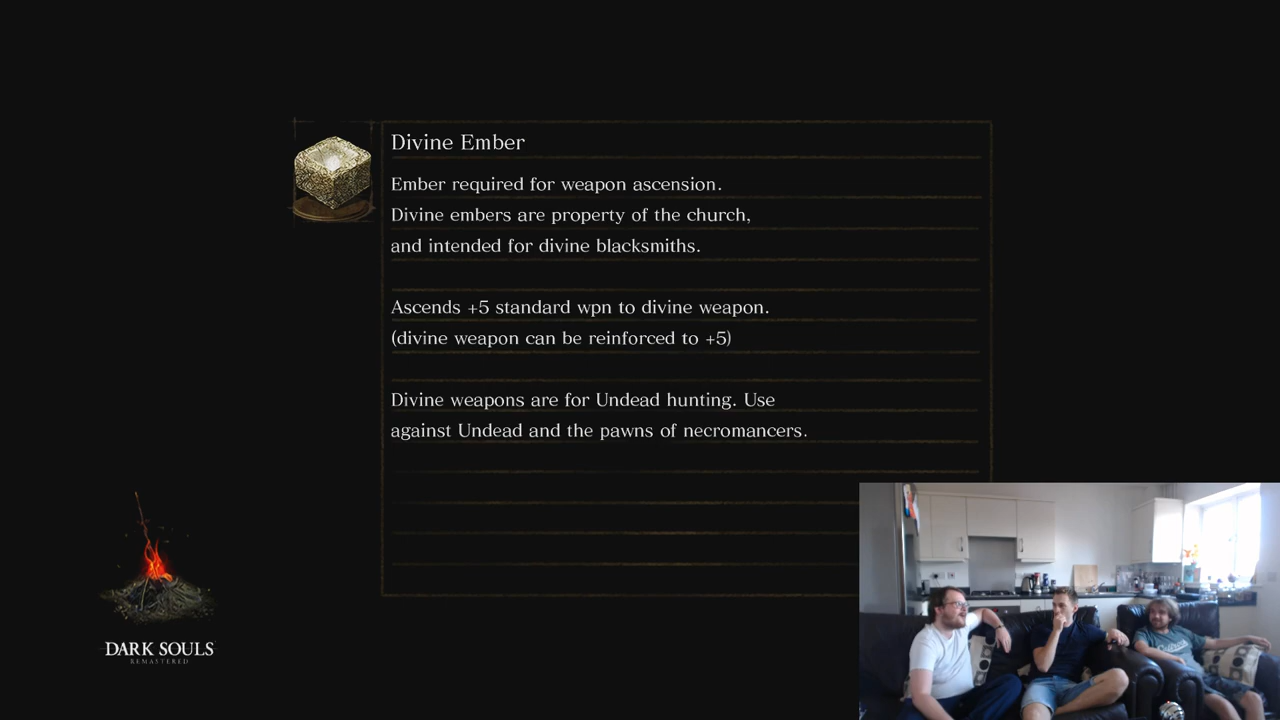 Divine Ember
Ember required for weapon ascension.
Divine embers are property of the church,
and intended for divine blacksmiths.
Ascends +5 standard wpn to divine weapon.
(divine weapon can be reinforced to +5)
Divine weapons are for Undead hunting. Use
against Undead and the pawns of necromancers.
DARK SOULS
REMASTERED